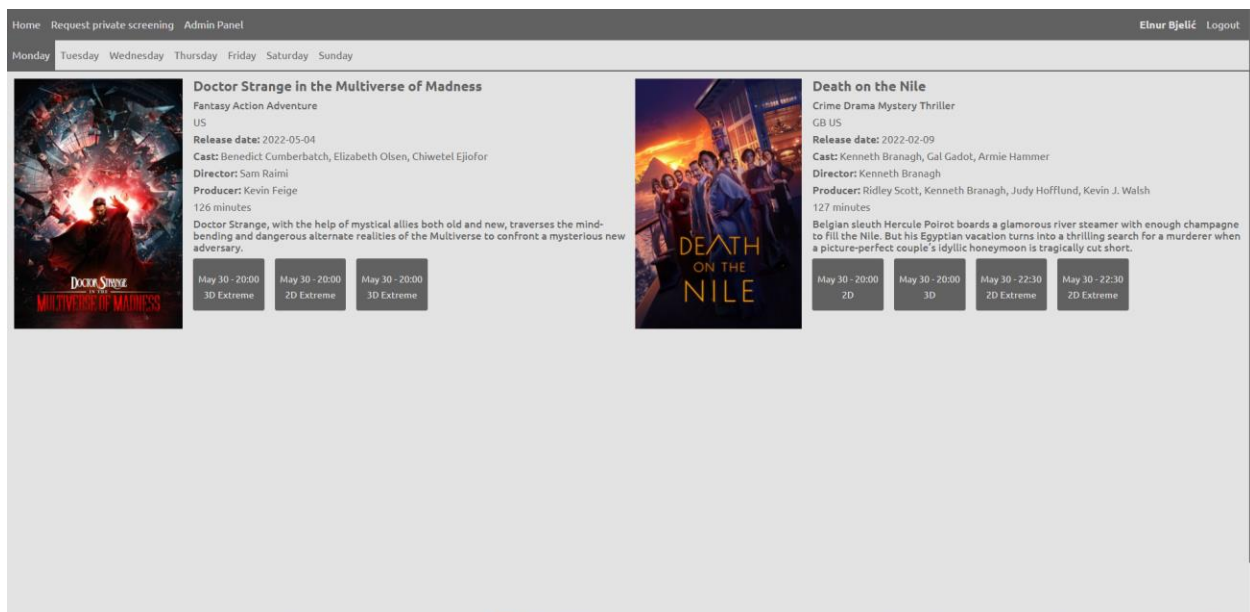 Home Request private screening Admin Panel Elnur Bjelić Logout
Monday Tuesday Wednesday Thursday Friday Saturday Sunday
DOCTOR STRANGE
IN THE
MULTIVERSE OF MADNESS
Doctor Strange in the Multiverse of Madness
Fantasy Action Adventure
US
Release date: 2022-05-04
Cast: Benedict Cumberbatch, Elizabeth Olsen, Chiwetel Ejiofor
Director: Sam Raimi
Producer: Kevin Feige
126 minutes
Doctor Strange, with the help of mystical allies both old and new, traverses the mind-
bending and dangerous alternate realities of the Multiverse to confront a mysterious new
adversary.
May 30 - 20:00
3D Extreme
May 30 - 20:00
2D Extreme
May 30 - 20:00
3D Extreme
DEATH
ON THE
NILE
Death on the Nile
Crime Drama Mystery Thriller
GB US
Release date: 2022-02-09
Cast: Kenneth Branagh, Gal Gadot, Armie Hammer
Director: Kenneth Branagh
Producer: Ridley Scott, Kenneth Branagh, Judy Hofflund, Kevin J. Walsh
127 minutes
Belgian sleuth Hercule Poirot boards a glamorous river steamer with enough champagne
to fill the Nile. But his Egyptian vacation turns into a thrilling search for a murderer when
a picture-perfect couple's idyllic honeymoon is tragically cut short.
May 30 - 20:00
2D
May 30 - 20:00
3D
May 30 - 22:30
2D Extreme
May 30 - 22:30
2D Extreme